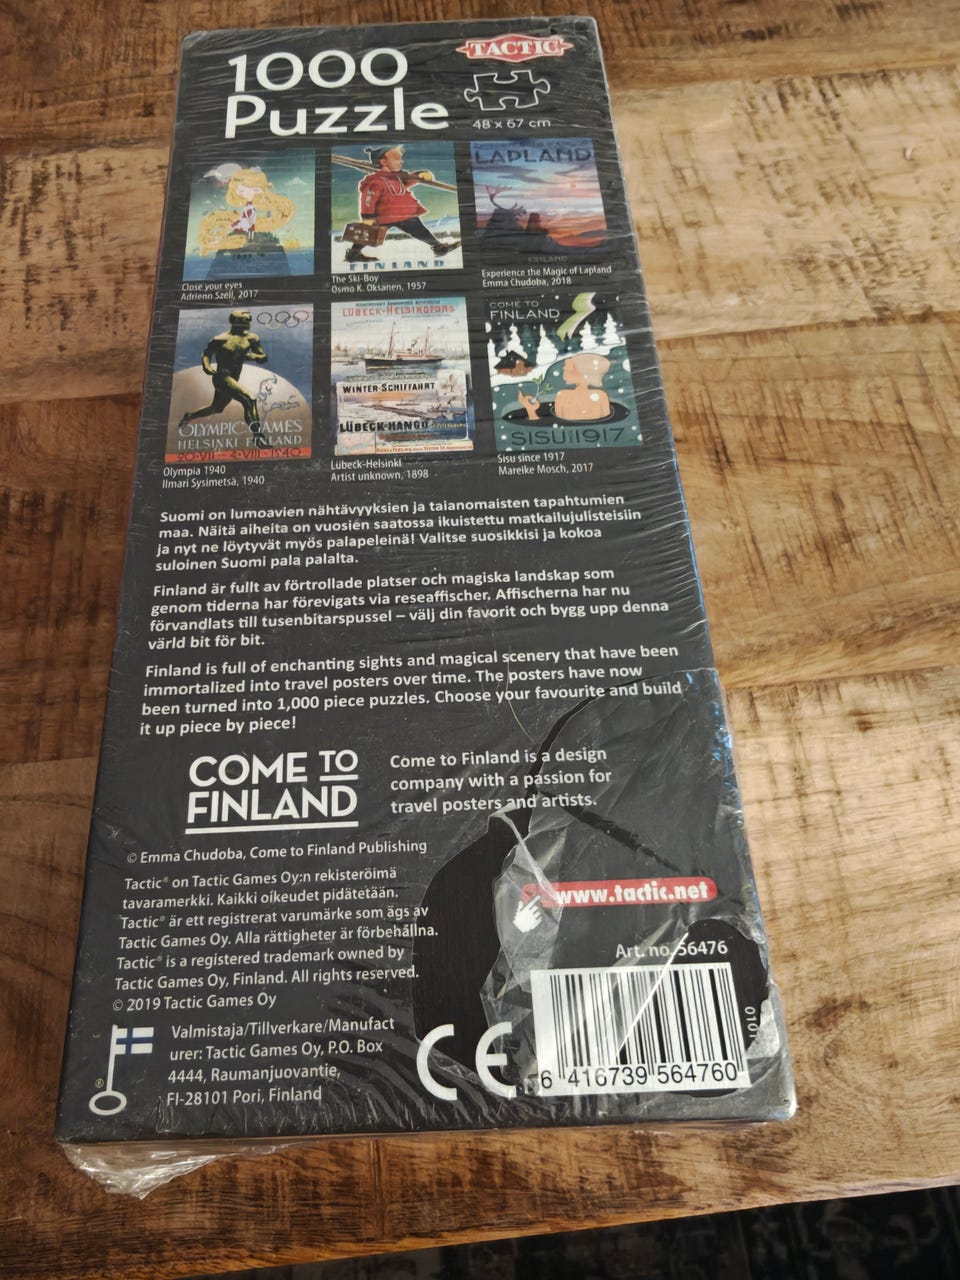 1000
Puzzle
TACTIC
48 x 67 cm
LAPLAND
FINLAND
FINLAND
Close your eyes
Adrienn Széll, 2017
The Ski-Boy
Osmo K. Oksanen, 1957
Experience the Magic of Lapland
Emma Chudoba, 2018
OLYMPIC GAMES
HELSINKI FINLAND
20·VII — 4·VIII·1940
LÜBECK-HELSINGFORS
WINTER-SCHIFFAHRT
LÜBECK-HANGÖ
COME TO
FINLAND
SISU 1917
Olympia 1940
Ilmari Sysimetsä, 1940
Lübeck-Helsinki
Artist unknown, 1898
Sisu since 1917
Mareike Mosch, 2017
Suomi on lumoavien nähtävyyksien ja taianomaisten tapahtumien
maa. Näitä aiheita on vuosien saatossa ikuistettu matkailujulisteisiin
ja nyt ne löytyvät myös palapeleinä! Valitse suosikkisi ja kokoa
suloinen Suomi pala palalta.
Finland är fullt av förtrollade platser och magiska landskap som
genom tiderna har förevigats via reseaffischer. Affischerna har nu
förvandlats till tusenbitarspussel – välj din favorit och bygg upp denna
värld bit för bit.
Finland is full of enchanting sights and magical scenery that have been
immortalized into travel posters over time. The posters have now
been turned into 1,000 piece puzzles. Choose your favourite and build
it up piece by piece!
COME TO
FINLAND
Come to Finland is a design
company with a passion for
travel posters and artists.
© Emma Chudoba, Come to Finland Publishing
Tactic® on Tactic Games Oy:n rekisteröimä
tavaramerkki. Kaikki oikeudet pidätetään.
Tactic® är ett registrerat varumärke som ägs av
Tactic Games Oy. Alla rättigheter är förbehållna.
Tactic® is a registered trademark owned by
Tactic Games Oy, Finland. All rights reserved.
© 2019 Tactic Games Oy
www.tactic.net
Art. no. 56476
Valmistaja/Tillverkare/Manufact
urer: Tactic Games Oy, P.O. Box
4444, Raumanjuovantie,
FI-28101 Pori, Finland
CE
6 416739 564760
0101